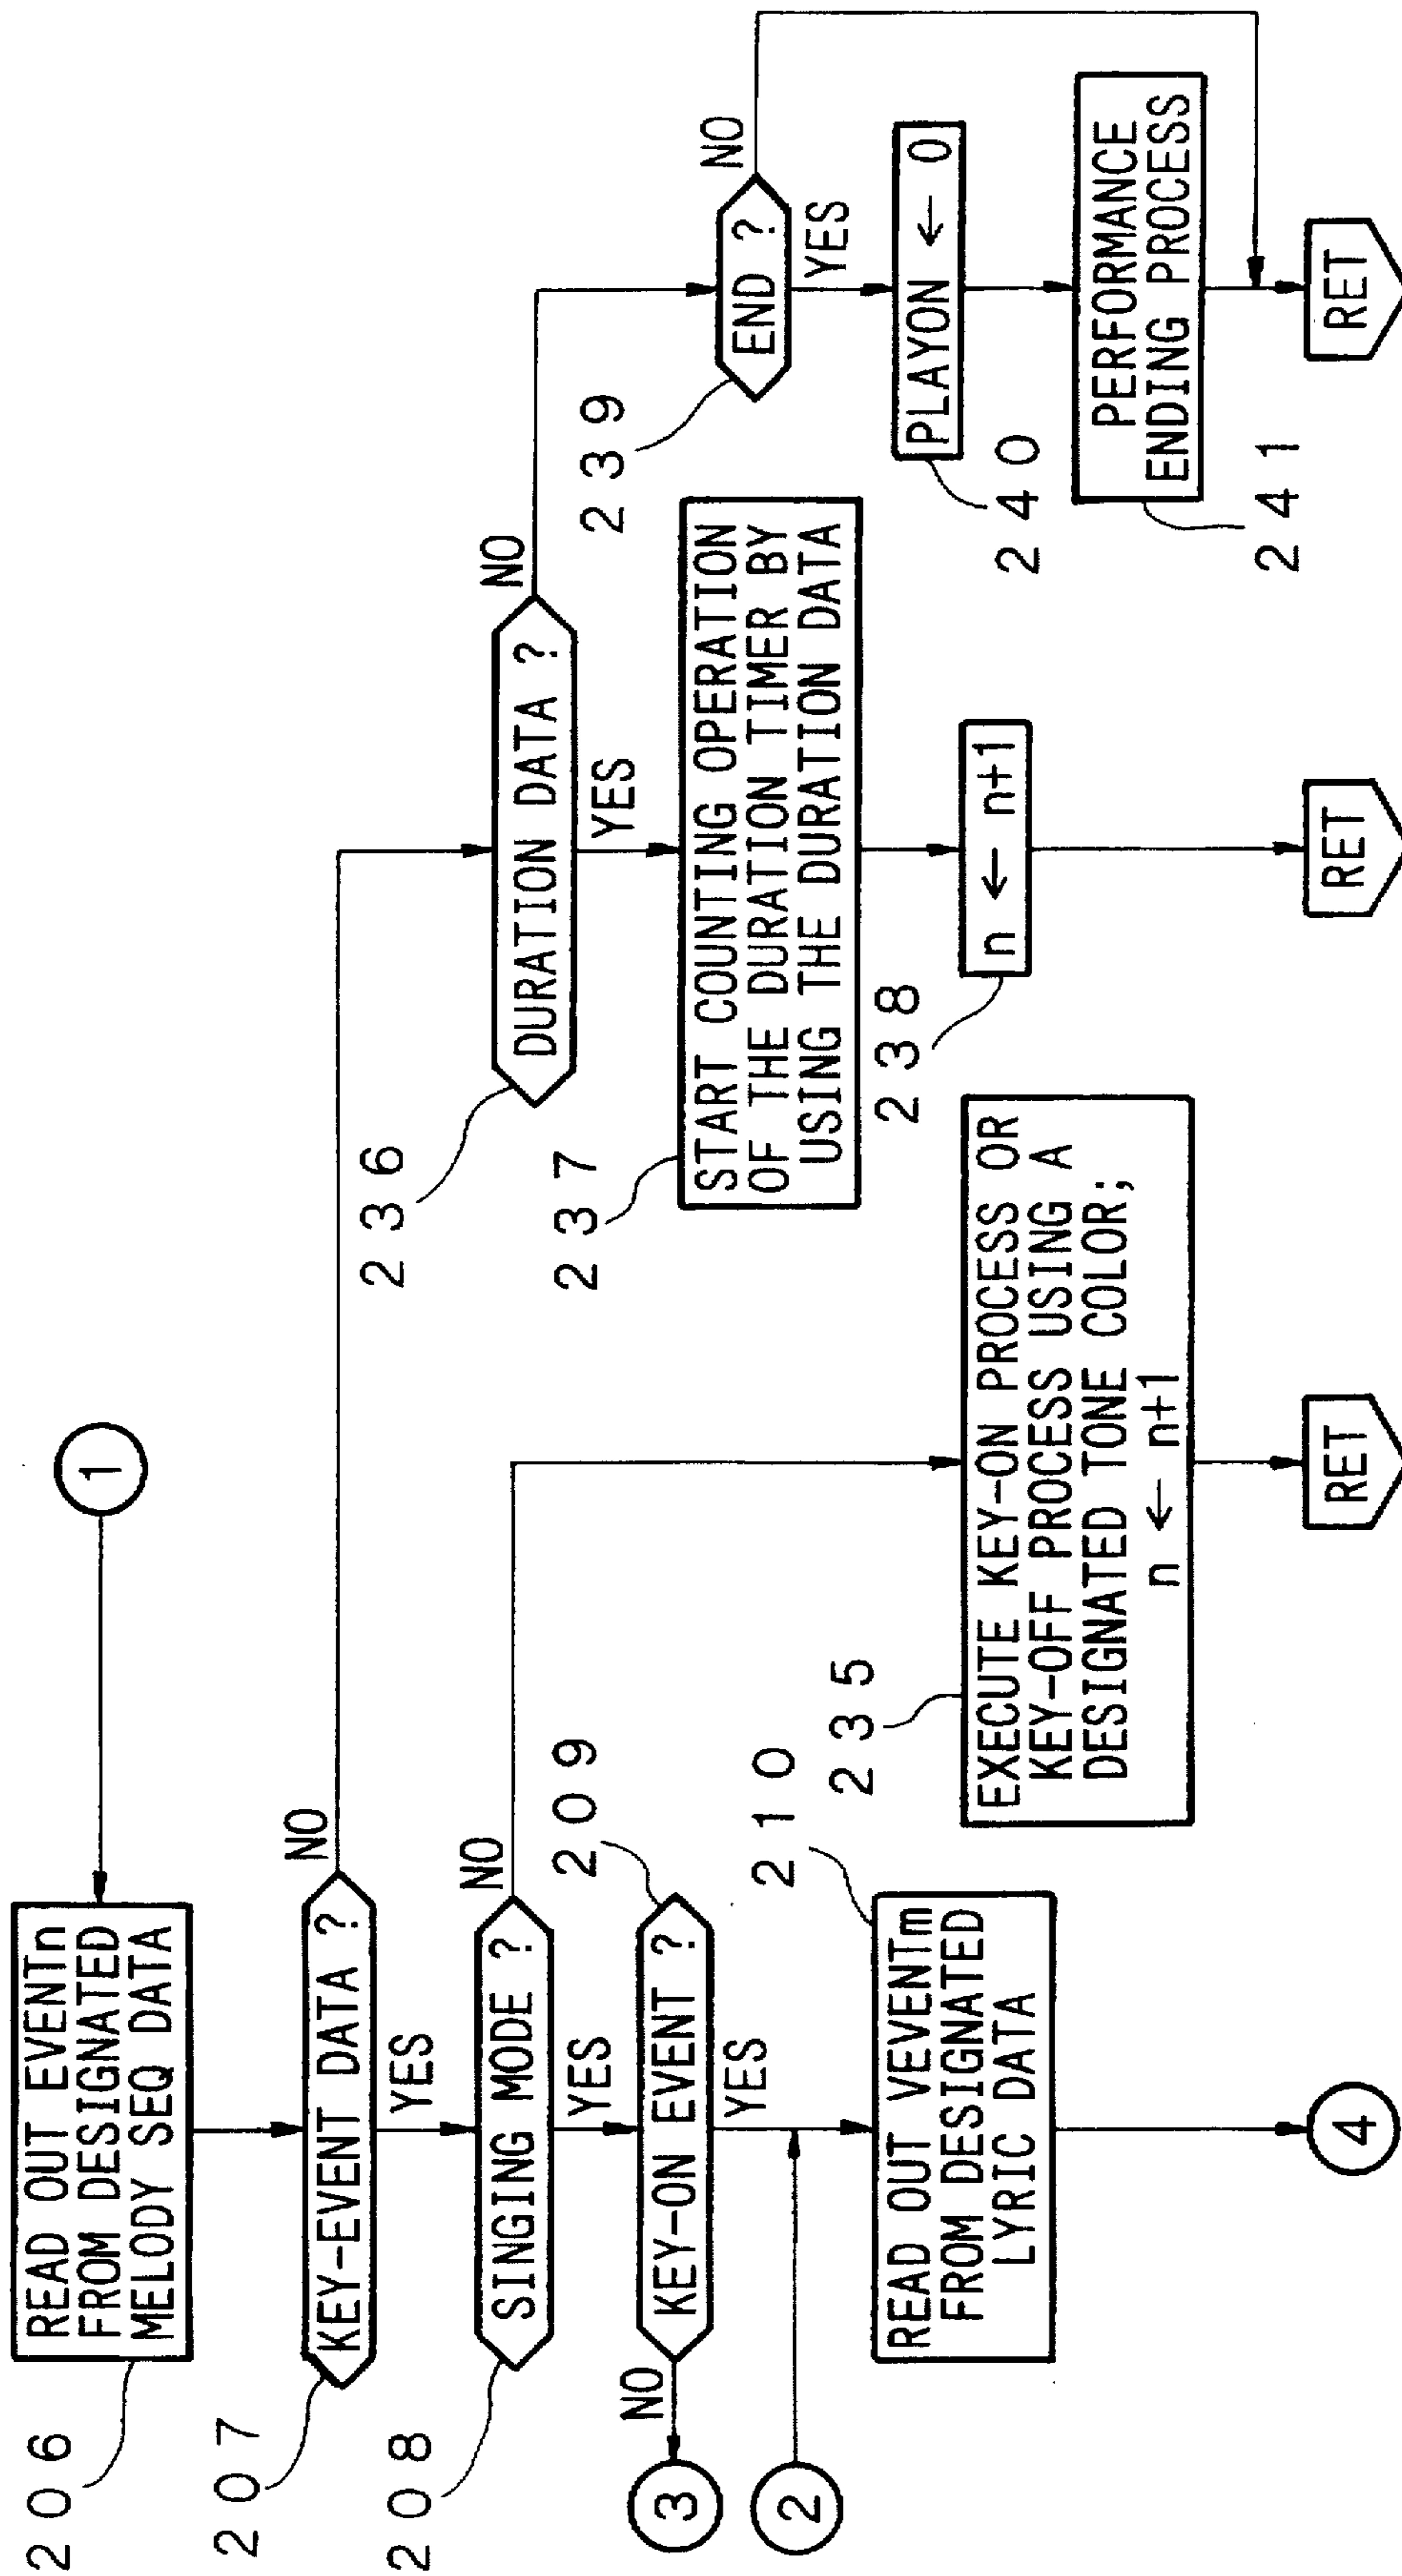 1
206
READ OUT EVENTn
FROM DESIGNATED
MELODY SEQ DATA
207
KEY-EVENT DATA ?
NO
YES
208
SINGING MODE ?
NO
YES
209
KEY-ON EVENT ?
NO
YES
3
2
210
READ OUT VEVENTm
FROM DESIGNATED
LYRIC DATA
4
235
EXECUTE KEY-ON PROCESS OR
KEY-OFF PROCESS USING A
DESIGNATED TONE COLOR;
n ← n+1
RET
236
DURATION DATA ?
NO
YES
237
START COUNTING OPERATION
OF THE DURATION TIMER BY
USING THE DURATION DATA
238
n ← n+1
RET
239
END ?
NO
YES
240
PLAYON ← 0
241
PERFORMANCE
ENDING PROCESS
RET